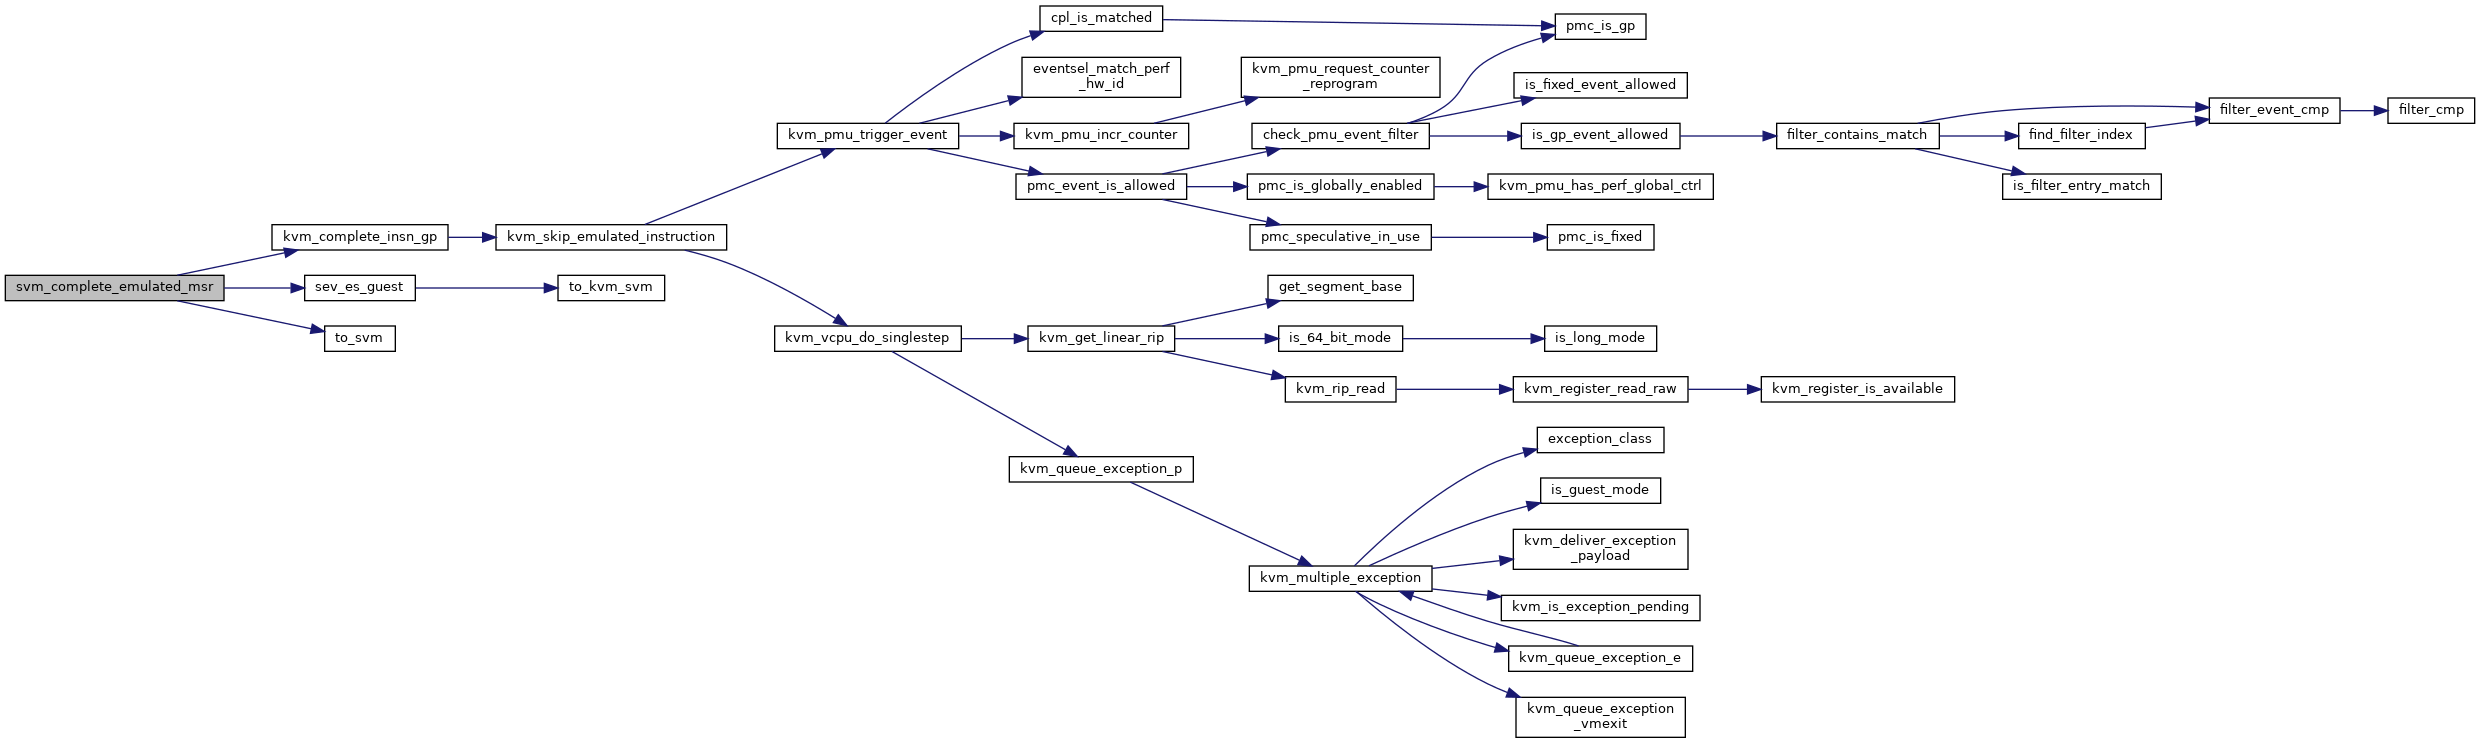 svm_complete_emulated_msr
kvm_complete_insn_gp
sev_es_guest
to_svm
kvm_skip_emulated_instruction
to_kvm_svm
kvm_pmu_trigger_event
kvm_vcpu_do_singlestep
cpl_is_matched
eventsel_match_perf
_hw_id
kvm_pmu_incr_counter
pmc_event_is_allowed
kvm_get_linear_rip
kvm_queue_exception_p
kvm_pmu_request_counter
_reprogram
check_pmu_event_filter
pmc_is_globally_enabled
pmc_speculative_in_use
get_segment_base
is_64_bit_mode
kvm_rip_read
kvm_multiple_exception
pmc_is_gp
is_fixed_event_allowed
is_gp_event_allowed
kvm_pmu_has_perf_global_ctrl
pmc_is_fixed
is_long_mode
kvm_register_read_raw
exception_class
is_guest_mode
kvm_deliver_exception
_payload
kvm_is_exception_pending
kvm_queue_exception_e
kvm_queue_exception
_vmexit
filter_contains_match
kvm_register_is_available
find_filter_index
is_filter_entry_match
filter_event_cmp
filter_cmp